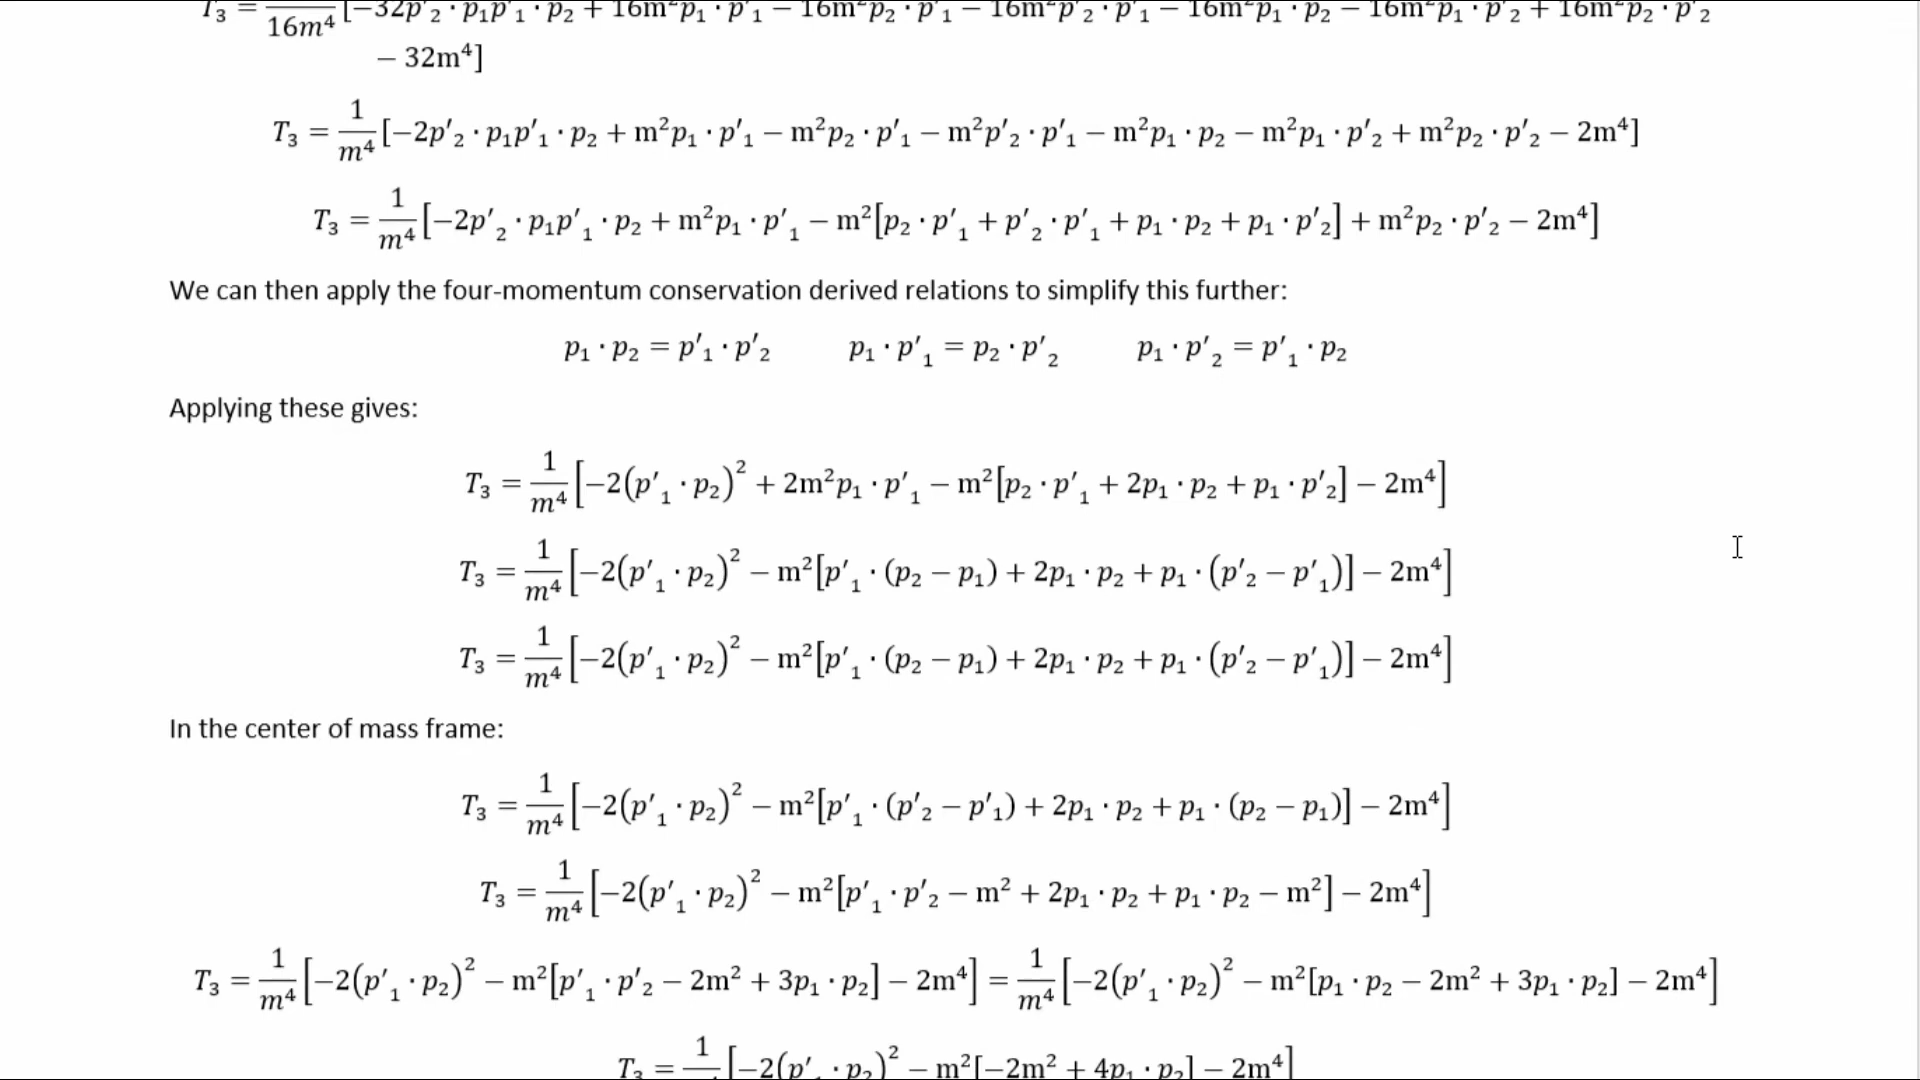 T₃ = 1/16m⁴ [−32p′₂ · p₁p′₁ · p₂ + 16m²p₁ · p′₁ − 16m²p₂ · p′₁ − 16m²p′₂ · p′₁ − 16m²p₁ · p₂ − 16m²p₁ · p′₂ + 16m²p₂ · p′₂
− 32m⁴]
T₃ = 1/m⁴ [−2p′₂ · p₁p′₁ · p₂ + m²p₁ · p′₁ − m²p₂ · p′₁ − m²p′₂ · p′₁ − m²p₁ · p₂ − m²p₁ · p′₂ + m²p₂ · p′₂ − 2m⁴]
T₃ = 1/m⁴ [−2p′₂ · p₁p′₁ · p₂ + m²p₁ · p′₁ − m²[p₂ · p′₁ + p′₂ · p′₁ + p₁ · p₂ + p₁ · p′₂] + m²p₂ · p′₂ − 2m⁴]
We can then apply the four-momentum conservation derived relations to simplify this further:
p₁ · p₂ = p′₁ · p′₂ p₁ · p′₁ = p₂ · p′₂ p₁ · p′₂ = p′₁ · p₂
Applying these gives:
T₃ = 1/m⁴ [−2(p′₁ · p₂)² + 2m²p₁ · p′₁ − m²[p₂ · p′₁ + 2p₁ · p₂ + p₁ · p′₂] − 2m⁴]
T₃ = 1/m⁴ [−2(p′₁ · p₂)² − m²[p′₁ · (p₂ − p₁) + 2p₁ · p₂ + p₁ · (p′₂ − p′₁)] − 2m⁴]
T₃ = 1/m⁴ [−2(p′₁ · p₂)² − m²[p′₁ · (p₂ − p₁) + 2p₁ · p₂ + p₁ · (p′₂ − p′₁)] − 2m⁴]
In the center of mass frame:
T₃ = 1/m⁴ [−2(p′₁ · p₂)² − m²[p′₁ · (p′₂ − p′₁) + 2p₁ · p₂ + p₁ · (p₂ − p₁)] − 2m⁴]
T₃ = 1/m⁴ [−2(p′₁ · p₂)² − m²[p′₁ · p′₂ − m² + 2p₁ · p₂ + p₁ · p₂ − m²] − 2m⁴]
T₃ = 1/m⁴ [−2(p′₁ · p₂)² − m²[p′₁ · p′₂ − 2m² + 3p₁ · p₂] − 2m⁴] = 1/m⁴ [−2(p′₁ · p₂)² − m²[p₁ · p₂ − 2m² + 3p₁ · p₂] − 2m⁴]
T₃ = 1/ [−2(p′₁ · p₂)² − m²[−2m² + 4p₁ · p₂] − 2m⁴]